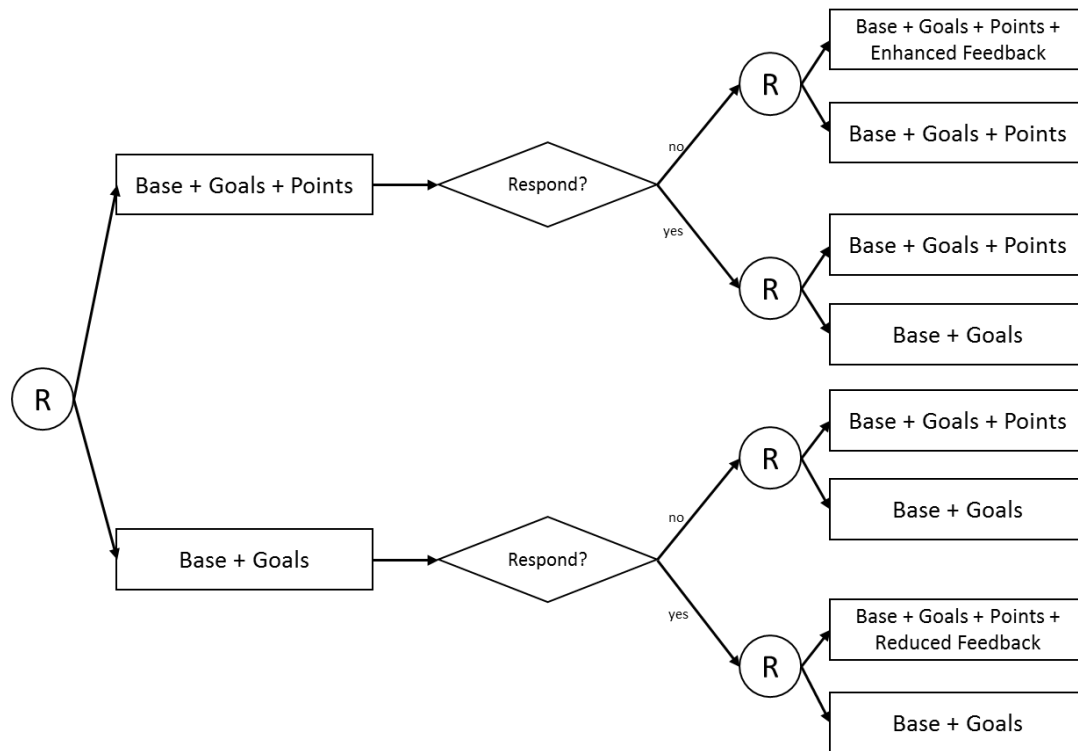 Base + Goals + Points +
Enhanced Feedback
R
Base + Goals + Points
no
Base + Goals + Points
Respond?
yes
Base + Goals + Points
R
Base + Goals
R
Base + Goals + Points
R
Base + Goals
no
Base + Goals
Respond?
yes
Base + Goals + Points +
Reduced Feedback
R
Base + Goals